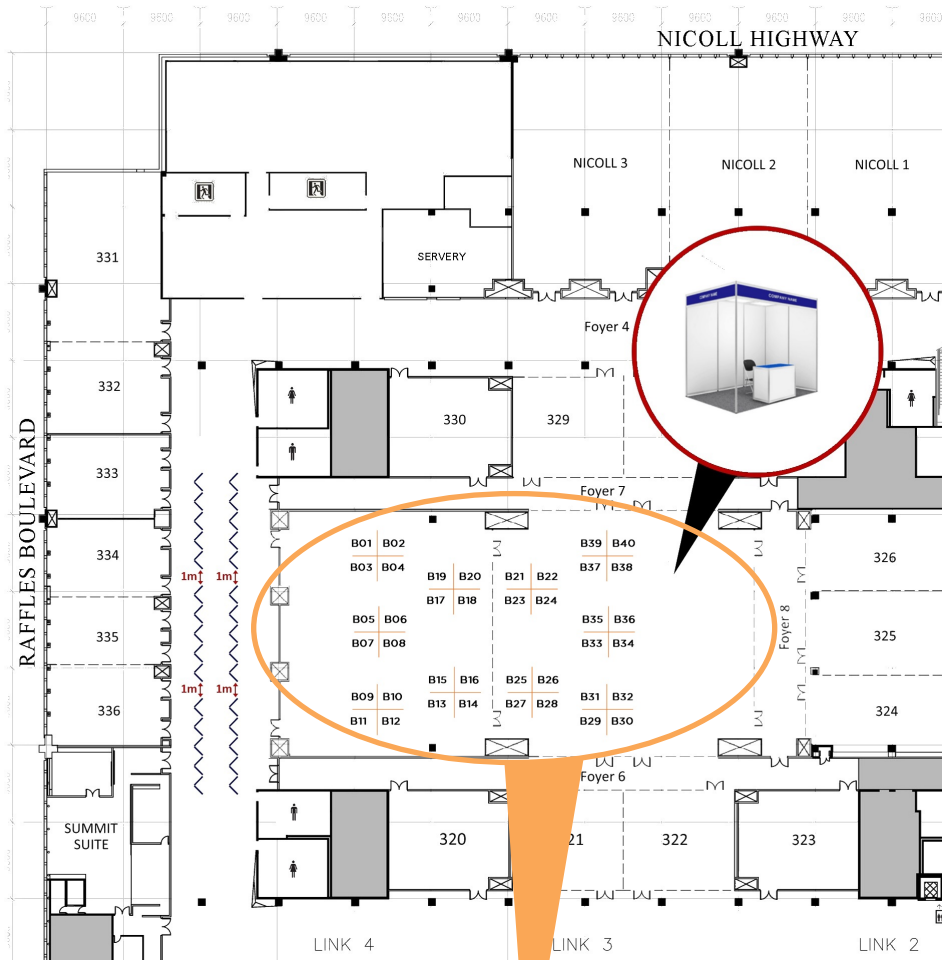 9600 9600 9600 9600 9600 9600 9600 9600 9600 9600 9600 9600
NICOLL HIGHWAY
NICOLL 3
NICOLL 2
NICOLL 1
331
SERVERY
COMPANY NAME
Foyer 4
332
330
329
RAFFLES BOULEVARD
333
Foyer 7
334
B01 B02
B03 B04
B39 B40
B37 B38
326
1m
1m
B19 B20
B17 B18
B21 B22
B23 B24
335
B05 B06
B07 B08
B35 B36
B33 B34
Foyer 8
325
1m
1m
B15 B16
B13 B14
B25 B26
B27 B28
336
B09 B10
B11 B12
B31 B32
B29 B30
324
Foyer 6
SUMMIT
SUITE
320
21
322
323
LINK 4
LINK 3
LINK 2